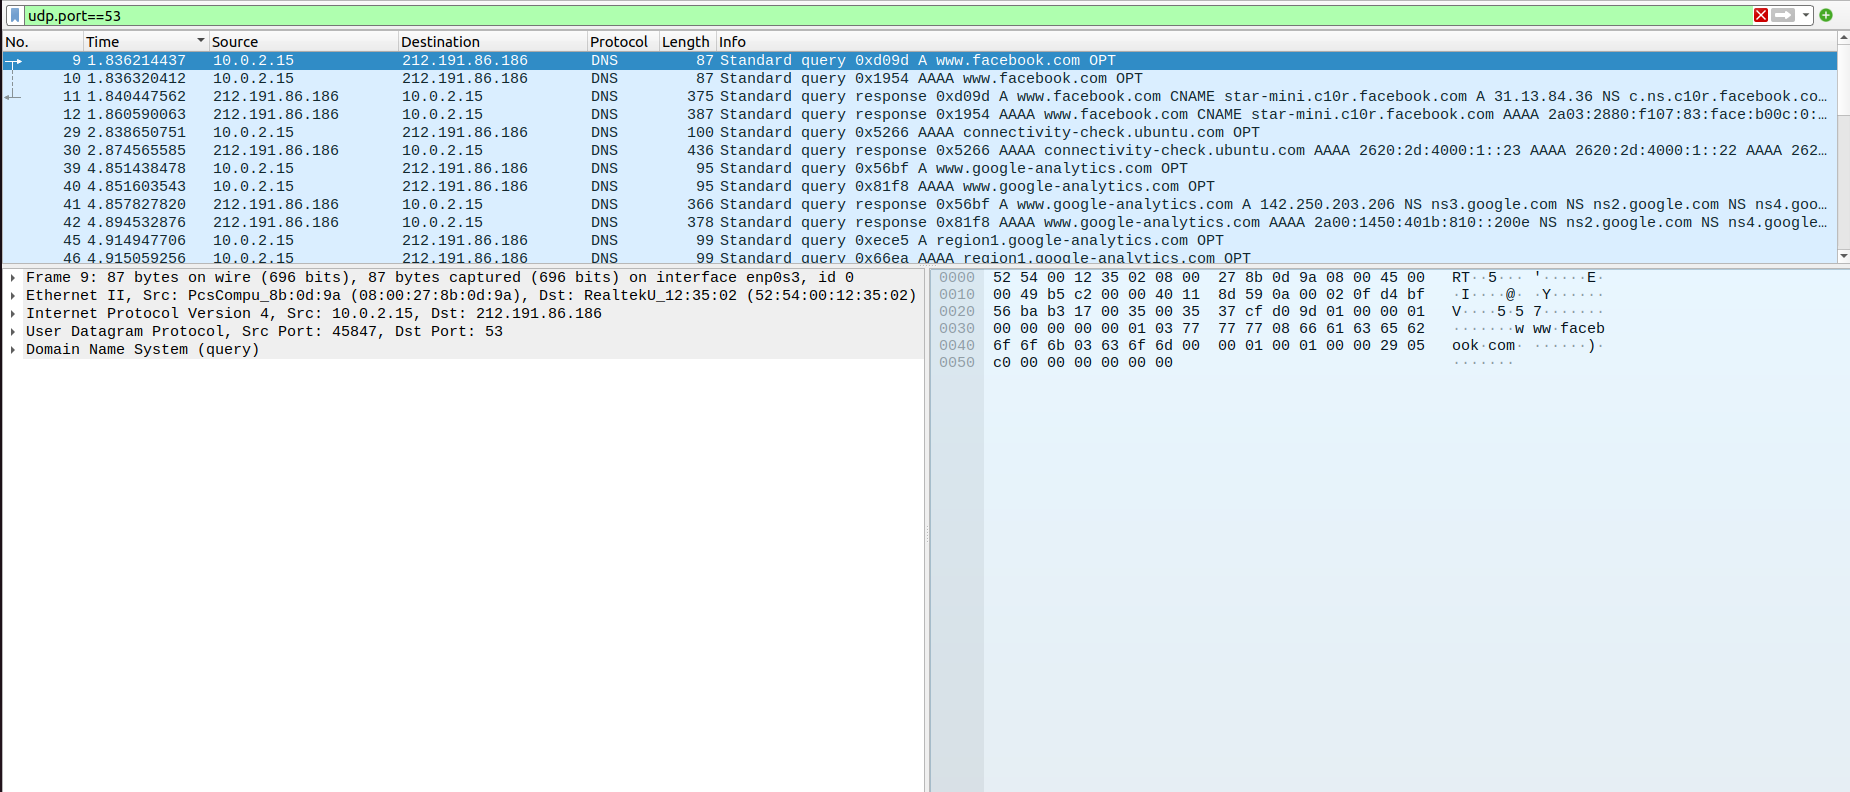 udp.port==53
No. Time Source Destination Protocol Length Info
9 1.836214437 10.0.2.15 212.191.86.186 DNS 87 Standard query 0xd09d A www.facebook.com OPT
10 1.836320412 10.0.2.15 212.191.86.186 DNS 87 Standard query 0x1954 AAAA www.facebook.com OPT
11 1.840447562 212.191.86.186 10.0.2.15 DNS 375 Standard query response 0xd09d A www.facebook.com CNAME star-mini.c10r.facebook.com A 31.13.84.36 NS c.ns.c10r.facebook.co…
12 1.860590063 212.191.86.186 10.0.2.15 DNS 387 Standard query response 0x1954 AAAA www.facebook.com CNAME star-mini.c10r.facebook.com AAAA 2a03:2880:f107:83:face:b00c:0:…
29 2.838650751 10.0.2.15 212.191.86.186 DNS 100 Standard query 0x5266 AAAA connectivity-check.ubuntu.com OPT
30 2.874565585 212.191.86.186 10.0.2.15 DNS 436 Standard query response 0x5266 AAAA connectivity-check.ubuntu.com AAAA 2620:2d:4000:1::23 AAAA 2620:2d:4000:1::22 AAAA 262…
39 4.851438478 10.0.2.15 212.191.86.186 DNS 95 Standard query 0x56bf A www.google-analytics.com OPT
40 4.851603543 10.0.2.15 212.191.86.186 DNS 95 Standard query 0x81f8 AAAA www.google-analytics.com OPT
41 4.857827820 212.191.86.186 10.0.2.15 DNS 366 Standard query response 0x56bf A www.google-analytics.com A 142.250.203.206 NS ns3.google.com NS ns2.google.com NS ns4.goo…
42 4.894532876 212.191.86.186 10.0.2.15 DNS 378 Standard query response 0x81f8 AAAA www.google-analytics.com AAAA 2a00:1450:401b:810::200e NS ns2.google.com NS ns4.google…
45 4.914947706 10.0.2.15 212.191.86.186 DNS 99 Standard query 0xece5 A region1.google-analytics.com OPT
46 4.915059256 10.0.2.15 212.191.86.186 DNS 99 Standard query 0x66ea AAAA region1.google-analytics.com OPT
Frame 9: 87 bytes on wire (696 bits), 87 bytes captured (696 bits) on interface enp0s3, id 0
Ethernet II, Src: PcsCompu_8b:0d:9a (08:00:27:8b:0d:9a), Dst: RealtekU_12:35:02 (52:54:00:12:35:02)
Internet Protocol Version 4, Src: 10.0.2.15, Dst: 212.191.86.186
User Datagram Protocol, Src Port: 45847, Dst Port: 53
Domain Name System (query)
0000 52 54 00 12 35 02 08 00 27 8b 0d 9a 08 00 45 00 RT··5··· '·····E·
0010 00 49 b5 c2 00 00 40 11 8d 59 0a 00 02 0f d4 bf ·I····@· ·Y······
0020 56 ba b3 17 00 35 00 35 37 cf d0 9d 01 00 00 01 V····5·5 7·······
0030 00 00 00 00 00 01 03 77 77 77 08 66 61 63 65 62 ·······w ww·faceb
0040 6f 6f 6b 03 63 6f 6d 00 00 01 00 01 00 00 29 05 ook·com· ······)·
0050 c0 00 00 00 00 00 00 ·······